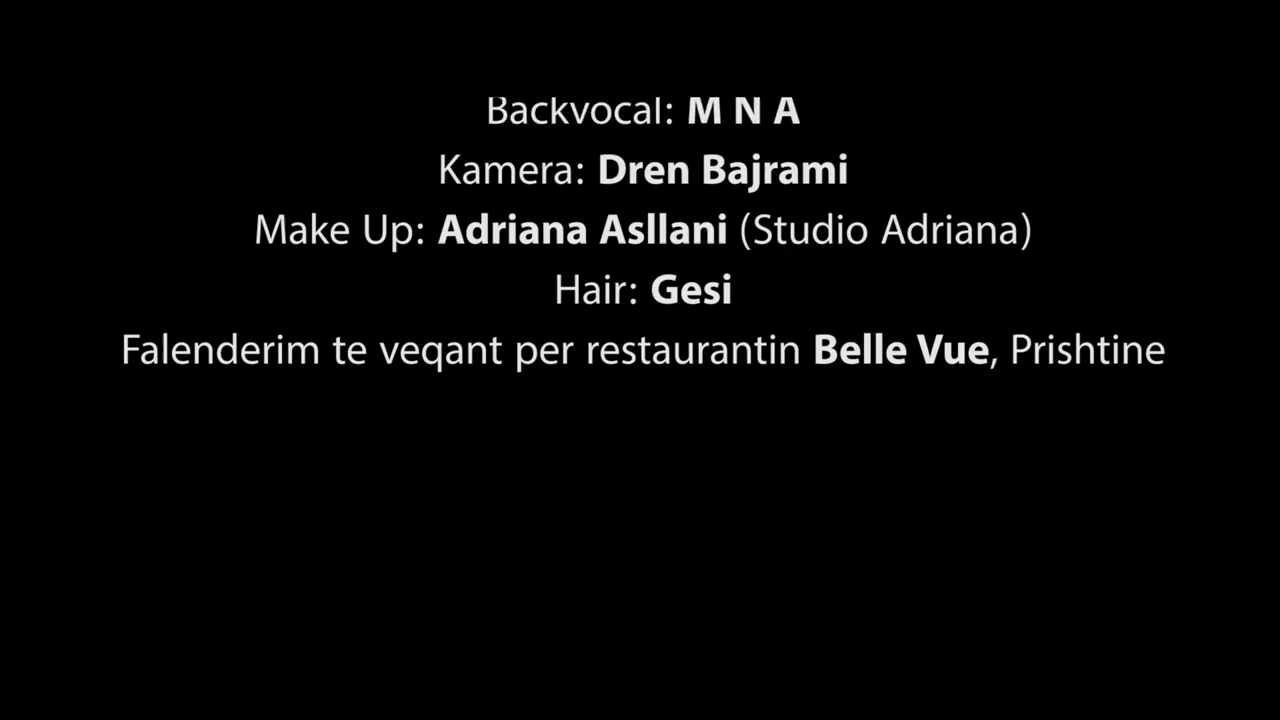 Backvocal: M N A
Kamera: Dren Bajrami
Make Up: Adriana Asllani (Studio Adriana)
Hair: Gesi
Falenderim te veqant per restaurantin Belle Vue, Prishtine